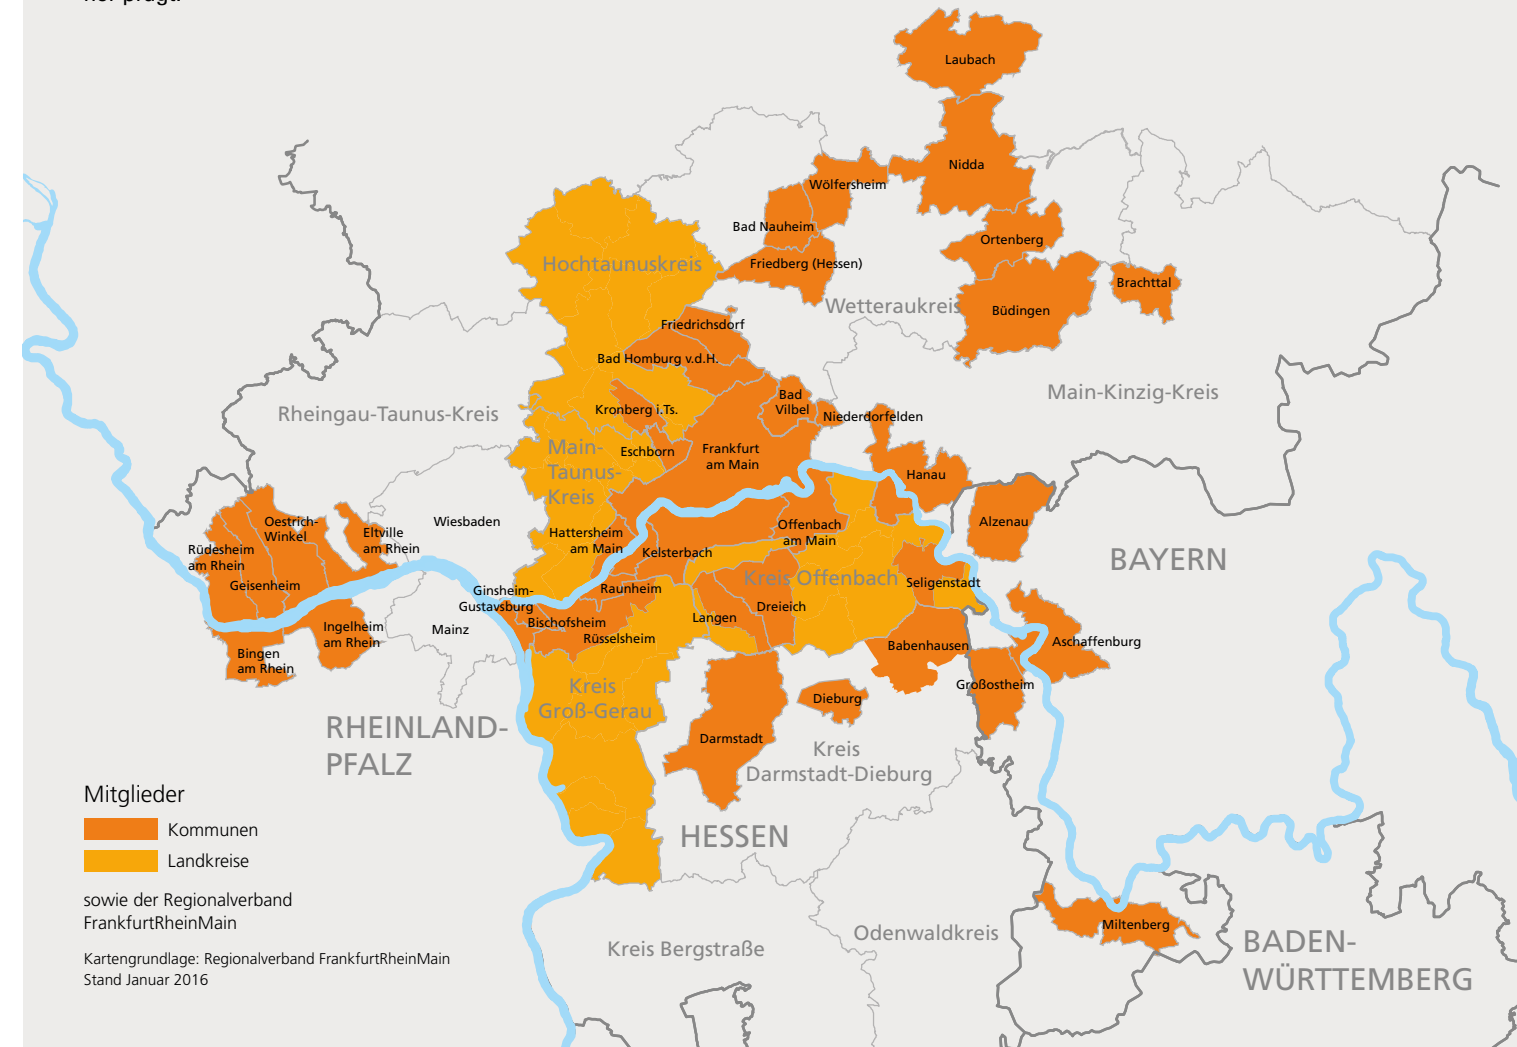 Laubach
Nidda
Wölfersheim
Bad Nauheim
Ortenberg
Friedberg (Hessen)
Hochtaunuskreis
Brachttal
Wetteraukreis
Büdingen
Friedrichsdorf
Bad Homburg v.d.H.
Main-Kinzig-Kreis
Bad
Vilbel
Rheingau-Taunus-Kreis
Kronberg i.Ts.
Niederdorfelden
Main-
Taunus-
Kreis
Eschborn
Frankfurt
am Main
Hanau
Oestrich-
Winkel
Wiesbaden
Alzenau
Eltville
am Rhein
Hattersheim
am Main
Offenbach
am Main
Rüdesheim
am Rhein
Kelsterbach
BAYERN
Geisenheim
Kreis Offenbach
Seligenstadt
Ginsheim-
Gustavsburg
Raunheim
Dreieich
Langen
Bischofsheim
Mainz
Ingelheim
am Rhein
Rüsselsheim
Babenhausen
Aschaffenburg
Bingen
am Rhein
Kreis
Groß-Gerau
Großostheim
Dieburg
RHEINLAND-
PFALZ
Darmstadt
Kreis
Darmstadt-Dieburg
HESSEN
Mitglieder
Kommunen
Landkreise
sowie der Regionalverband
FrankfurtRheinMain
Kartengrundlage: Regionalverband FrankfurtRheinMain
Stand Januar 2016
Kreis Bergstraße
Odenwaldkreis
Miltenberg
BADEN-
WÜRTTEMBERG